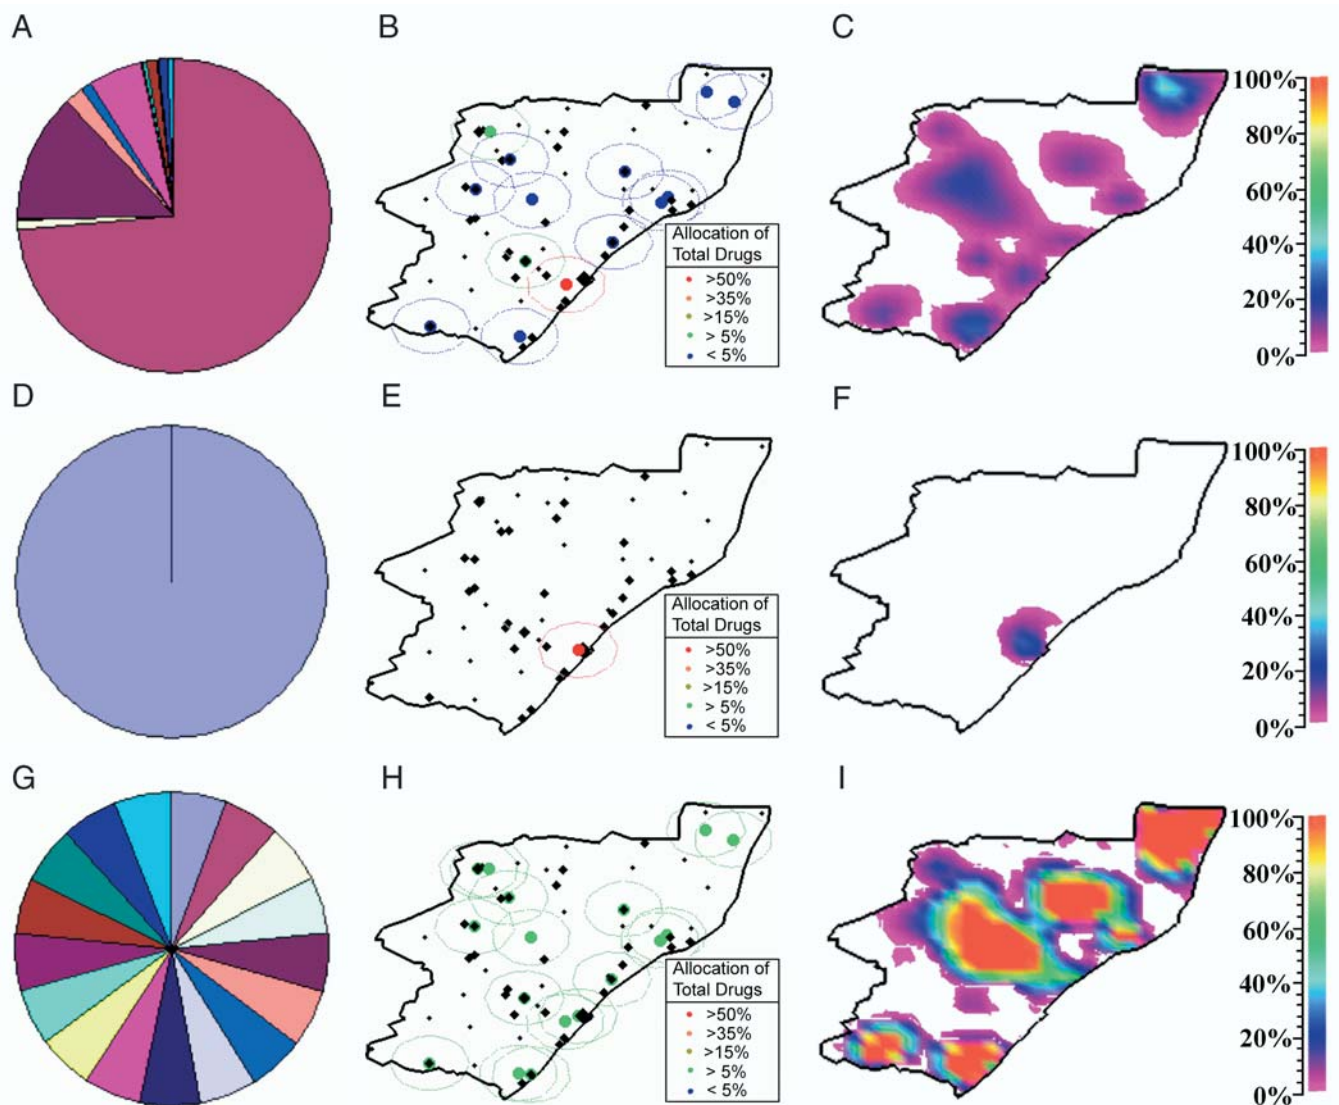 A
B
C
Allocation of
Total Drugs
>50%
>35%
>15%
> 5%
< 5%
100%
80%
60%
40%
20%
0%
D
E
F
Allocation of
Total Drugs
>50%
>35%
>15%
> 5%
< 5%
100%
80%
60%
40%
20%
0%
G
H
I
Allocation of
Total Drugs
>50%
>35%
>15%
> 5%
< 5%
100%
80%
60%
40%
20%
0%